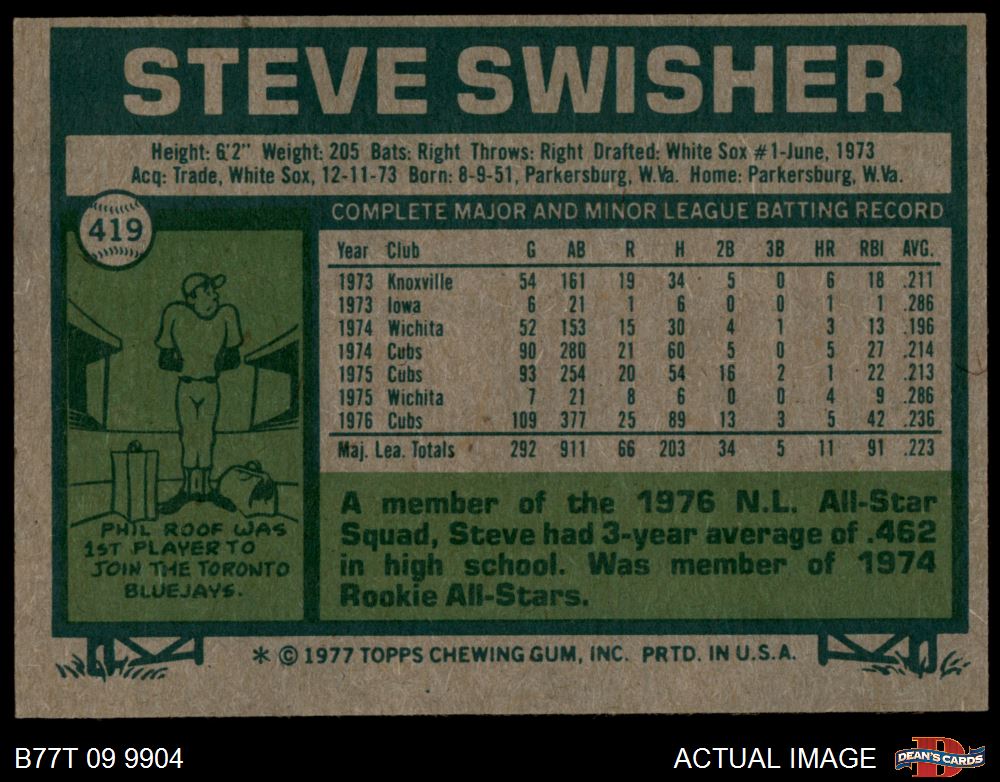 STEVE SWISHER
Height: 6'2" Weight: 205 Bats: Right Throws: Right Drafted: White Sox #1-June, 1973
Acq: Trade, White Sox, 12-11-73 Born: 8-9-51, Parkersburg, W.Va. Home: Parkersburg, W.Va.
419
COMPLETE MAJOR AND MINOR LEAGUE BATTING RECORD
Year Club G AB R H 2B 3B HR RBI AVG.
1973 Knoxville 54 161 19 34 5 0 6 18 .211
1973 Iowa 6 21 1 6 0 0 1 1 .286
1974 Wichita 52 153 15 30 4 1 3 13 .196
1974 Cubs 90 280 21 60 5 0 5 27 .214
1975 Cubs 93 254 20 54 16 2 1 22 .213
1975 Wichita 7 21 8 6 0 0 4 9 .286
1976 Cubs 109 377 25 89 13 3 5 42 .236
Maj. Lea. Totals 292 911 66 203 34 5 11 91 .223
PHIL ROOF WAS
1ST PLAYER TO
JOIN THE TORONTO
BLUEJAYS.
A member of the 1976 N.L. All-Star
Squad, Steve had 3-year average of .462
in high school. Was member of 1974
Rookie All-Stars.
* © 1977 TOPPS CHEWING GUM, INC. PRTD. IN U.S.A.
B77T 09 9904
ACTUAL IMAGE
D
DEAN'S CARDS